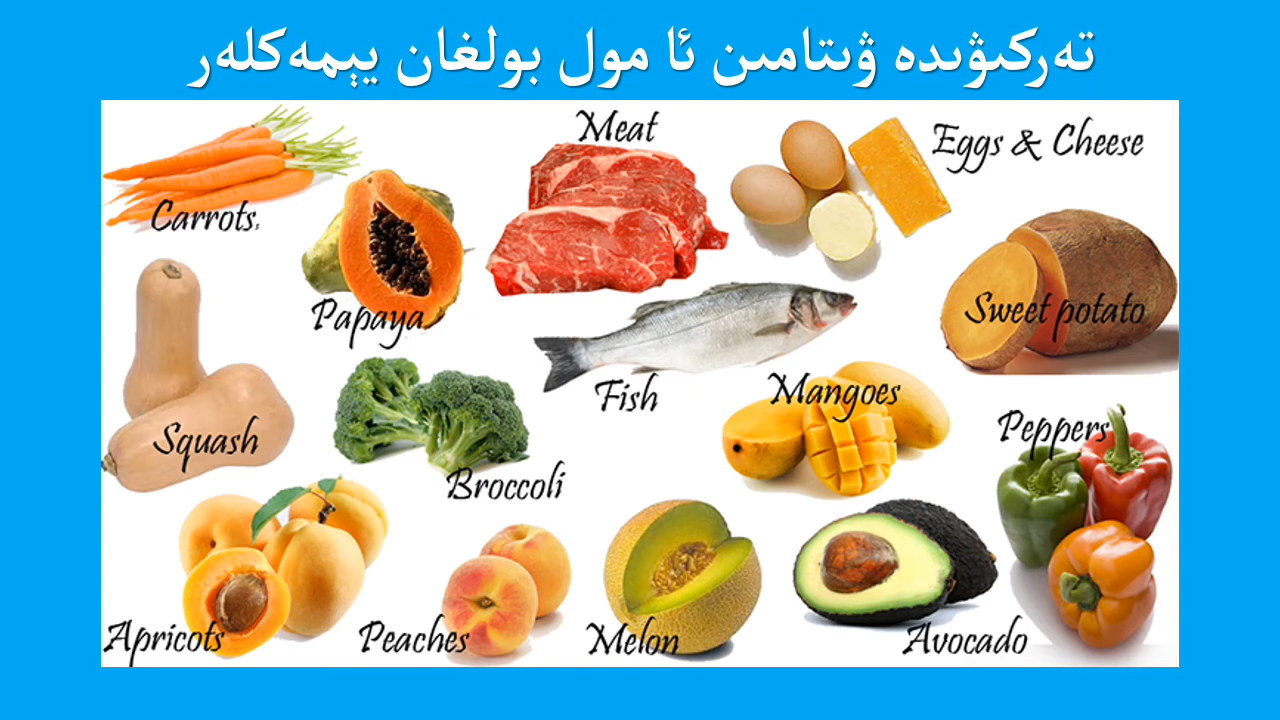 تەركىۋىدە ۋىتامىن ئا مول بولغان يېمەكلەر
Meat
Eggs & Cheese
Carrots
Papaya
Sweet potato
Fish
Mangoes
Squash
Peppers
Broccoli
Apricots
Peaches
Melon
Avocado